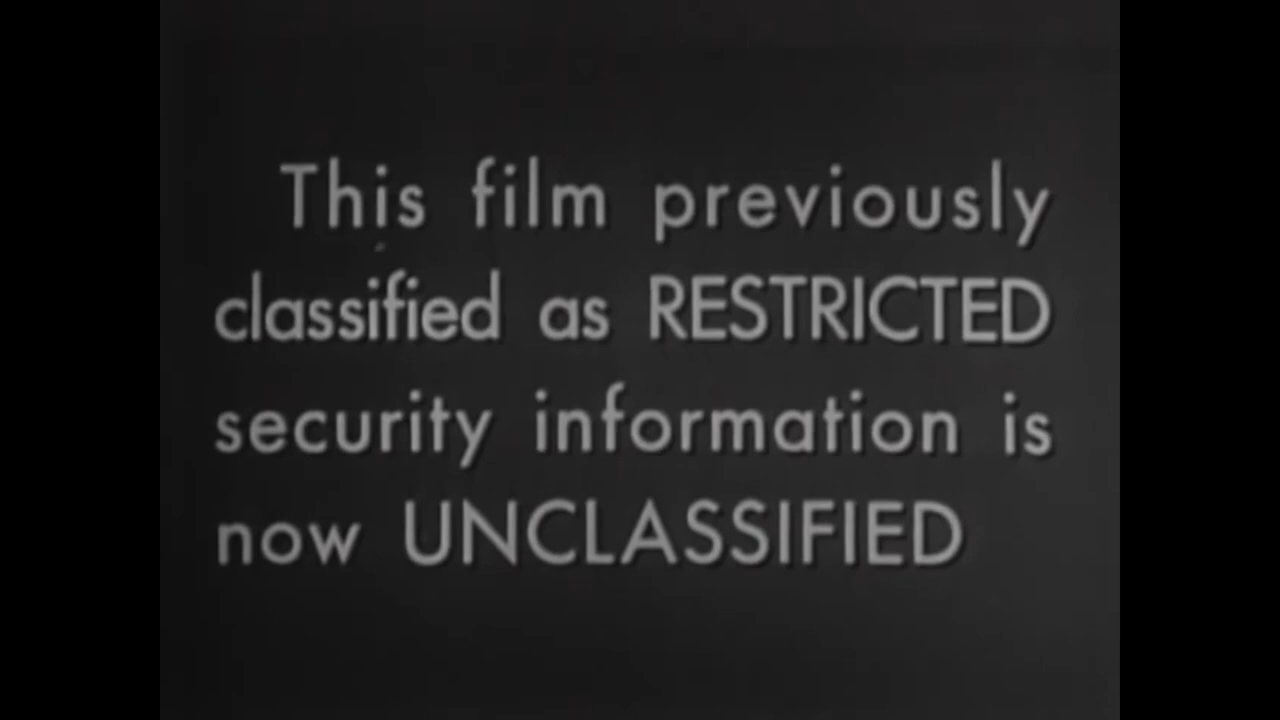 This film previously
classified as RESTRICTED
security information is
now UNCLASSIFIED